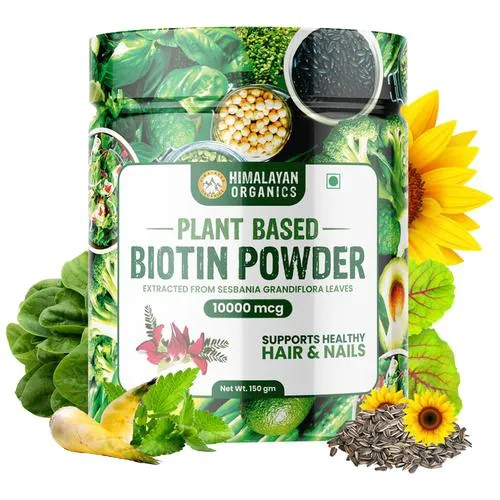 HIMALAYAN
ORGANICS
PLANT BASED
BIOTIN POWDER
EXTRACTED FROM SESBANIA GRANDIFLORA LEAVES
10000 mcg
SUPPORTS HEALTHY
HAIR & NAILS
Net Wt. 150 gm